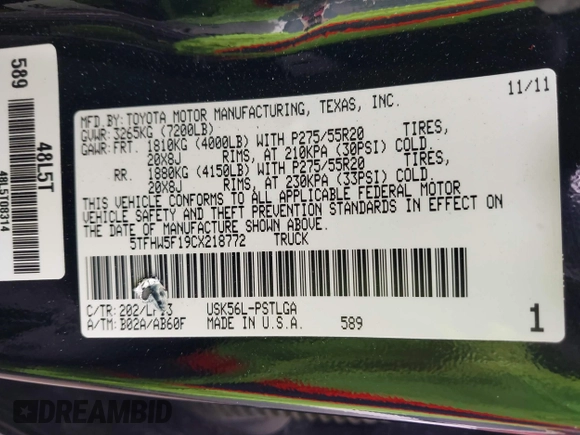 589
48L5T
48L5T08314
11/11
MFD. BY: TOYOTA MOTOR MANUFACTURING, TEXAS, INC.
GVWR: 3265KG (7200LB)
GAWR: FRT. 1810KG (4000LB) WITH P275/55R20 TIRES,
20X8J RIMS, AT 210KPA (30PSI) COLD.
RR. 1880KG (4150LB) WITH P275/55R20 TIRES,
20X8J RIMS, AT 230KPA (33PSI) COLD.
THIS VEHICLE CONFORMS TO ALL APPLICABLE FEDERAL MOTOR
VEHICLE SAFETY AND THEFT PREVENTION STANDARDS IN EFFECT ON
THE DATE OF MANUFACTURE SHOWN ABOVE.
5TFHW5F19CX218772 TRUCK
C/TR: USK56L-PSTLGA
A/TM: B02A/AB60F MADE IN U.S.A. 589
1
DREAMBID